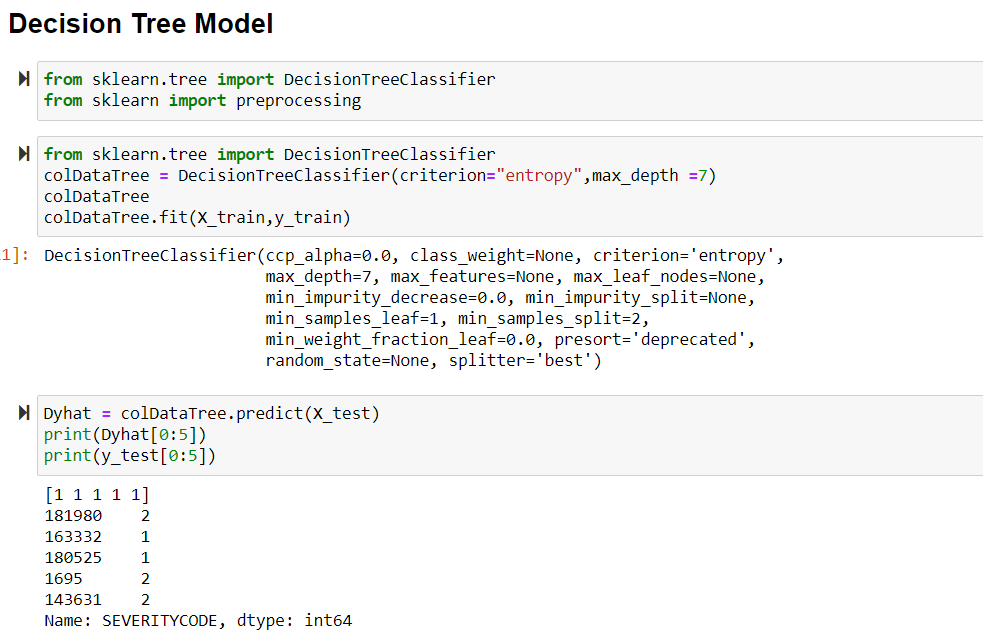 Decision Tree Model
from sklearn.tree import DecisionTreeClassifier
from sklearn import preprocessing
from sklearn.tree import DecisionTreeClassifier
colDataTree = DecisionTreeClassifier(criterion="entropy",max_depth =7)
colDataTree
colDataTree.fit(X_train,y_train)
1]: DecisionTreeClassifier(ccp_alpha=0.0, class_weight=None, criterion='entropy',
max_depth=7, max_features=None, max_leaf_nodes=None,
min_impurity_decrease=0.0, min_impurity_split=None,
min_samples_leaf=1, min_samples_split=2,
min_weight_fraction_leaf=0.0, presort='deprecated',
random_state=None, splitter='best')
Dyhat = colDataTree.predict(X_test)
print(Dyhat[0:5])
print(y_test[0:5])
[1 1 1 1 1]
181980    2
163332    1
180525    1
1695      2
143631    2
Name: SEVERITYCODE, dtype: int64